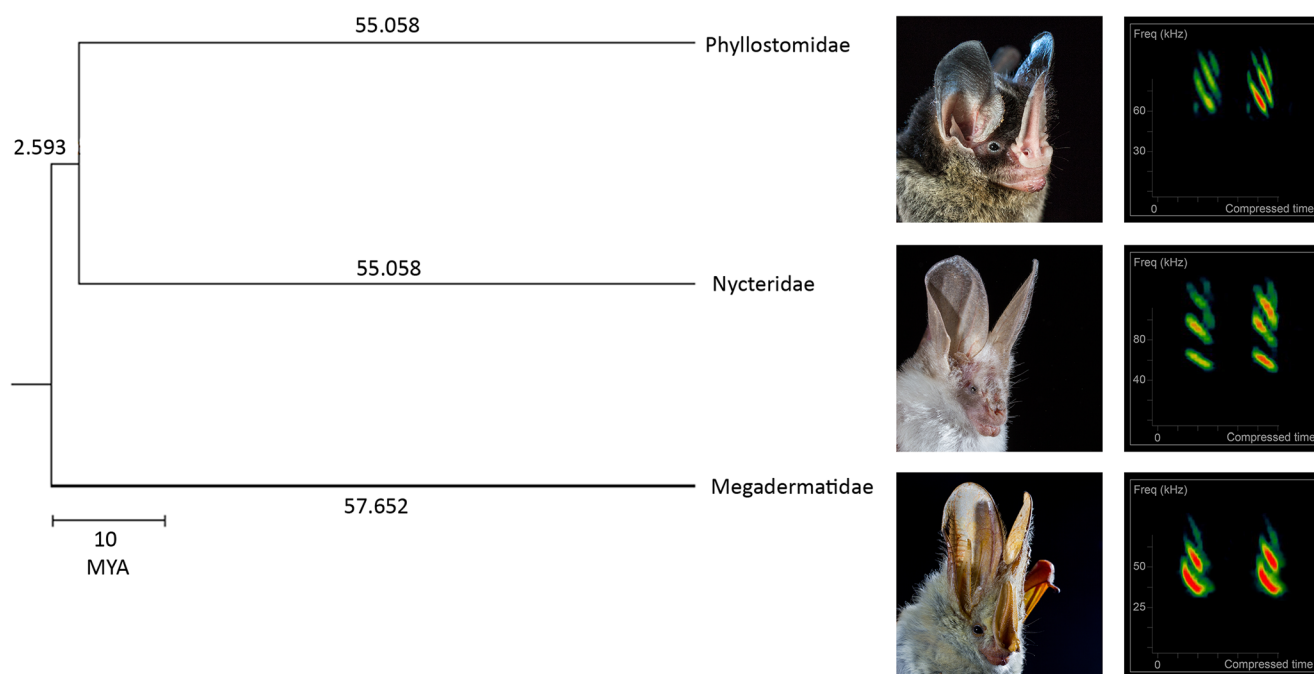 55.058
Phyllostomidae
2.593
55.058
Nycteridae
Megadermatidae
57.652
10
MYA
Freq (kHz)
60
30
0
Compressed time
Freq (kHz)
80
40
0
Compressed time
Freq (kHz)
50
25
0
Compressed time